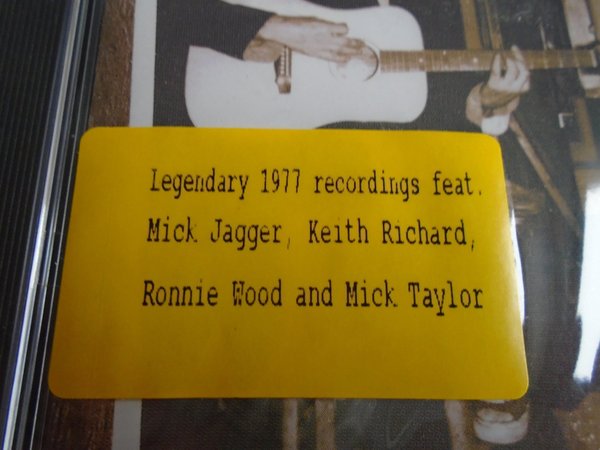 Legendary 1977 recordings feat.
Mick Jagger, Keith Richard,
Ronnie Wood and Mick Taylor